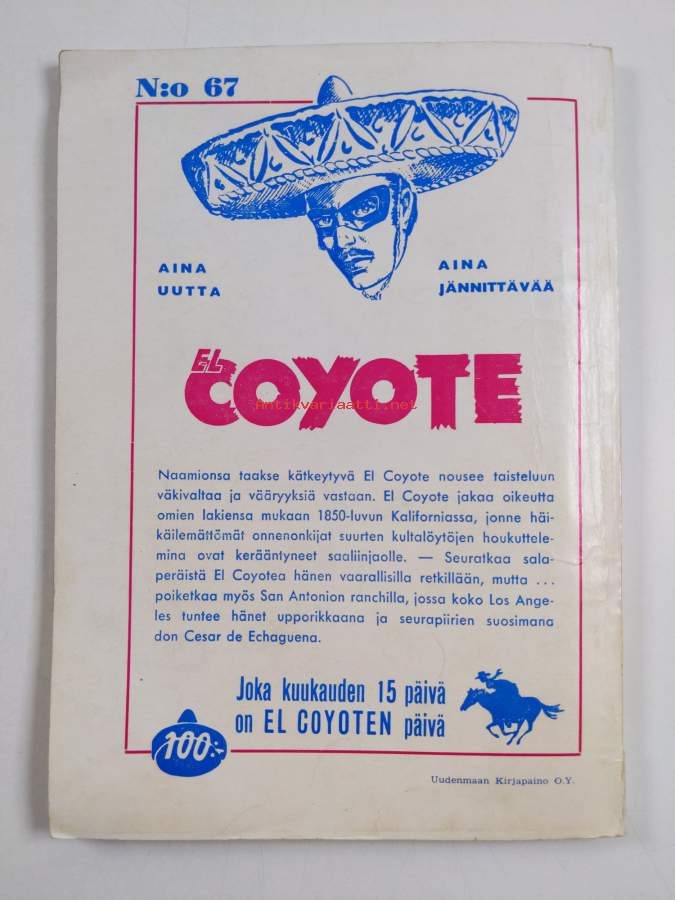 N:o 67
AINA
UUTTA
AINA
JÄNNITTÄVÄÄ
EL
COYOTE
Antikvariaatti.net
Naamionsa taakse kätkeytyvä El Coyote nousee taisteluun
väkivaltaa ja vääryyksiä vastaan. El Coyote jakaa oikeutta
omien lakiensa mukaan 1850-luvun Kaliforniassa, jonne häi-
käilemättömät onnenonkijat suurten kultalöytöjen houkuttele-
mina ovat kerääntyneet saaliinjaolle. — Seuratkaa sala-
peräistä El Coyotea hänen vaarallisilla retkillään, mutta ...
poiketkaa myös San Antonion ranchilla, jossa koko Los Ange-
les tuntee hänet upporikkaana ja seurapiirien suosimana
don Cesar de Echaguena.
Joka kuukauden 15 päivä
on EL COYOTEN päivä
100:-
Uudenmaan Kirjapaino O.Y.